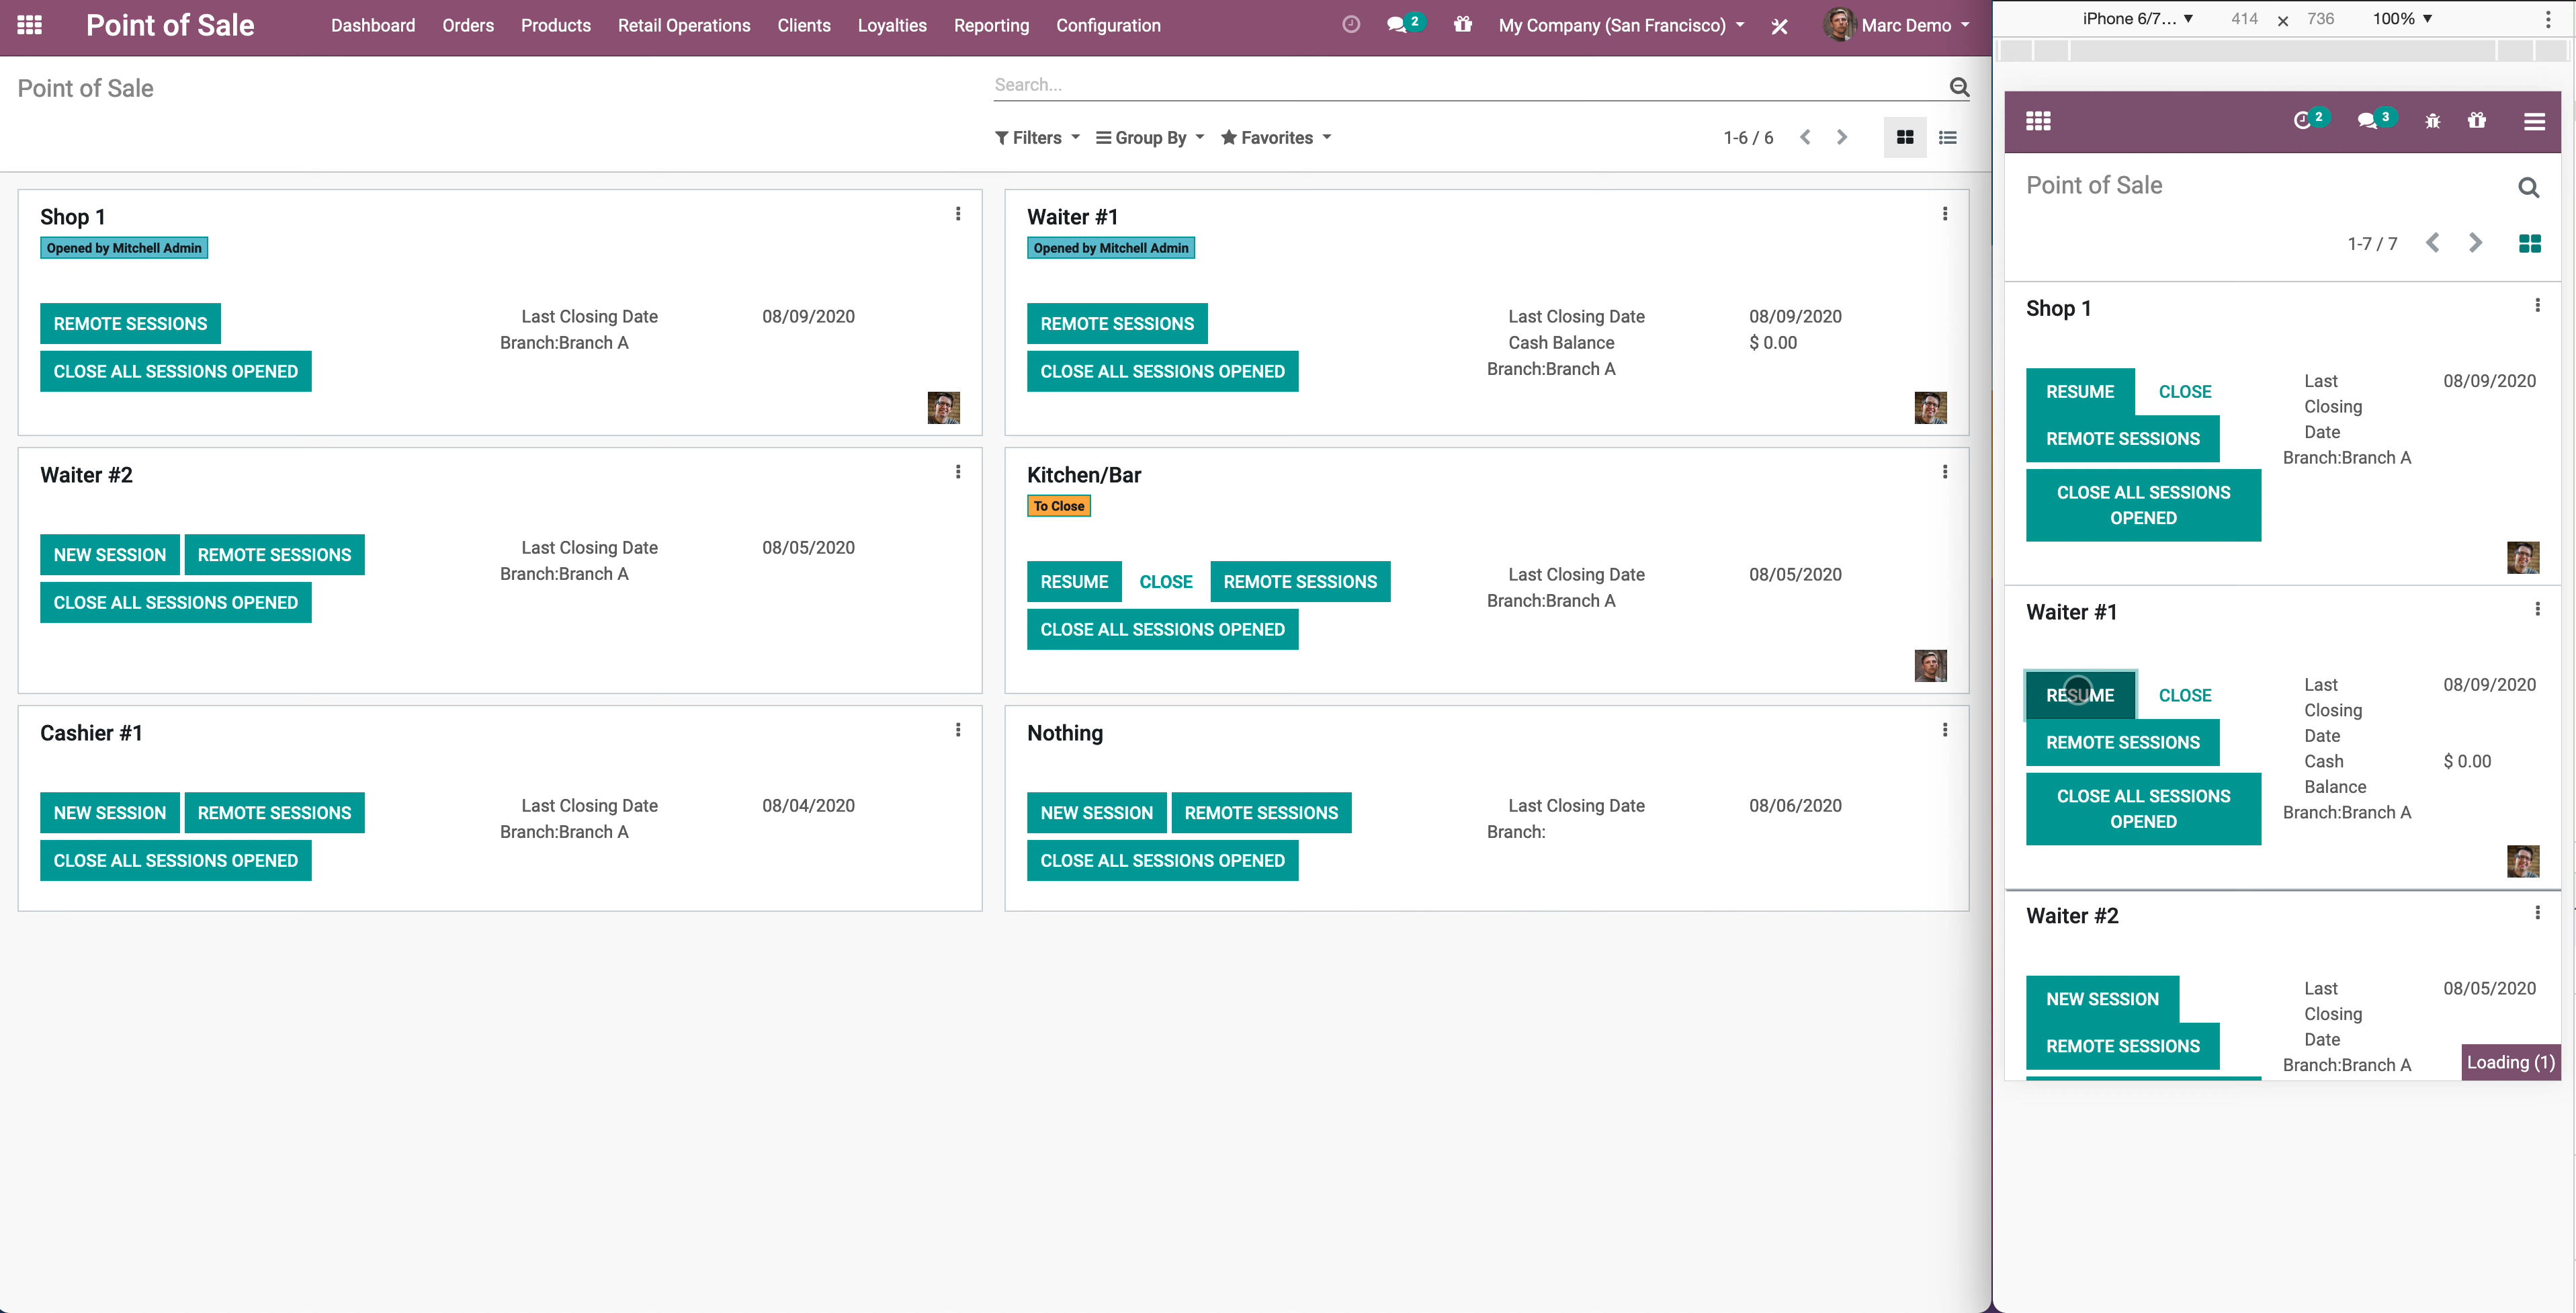 Point of Sale
Dashboard Orders Products Retail Operations Clients Loyalties Reporting Configuration
2 My Company (San Francisco) Marc Demo
Point of Sale
Search...
Filters Group By Favorites
1-6 / 6
Shop 1
Opened by Mitchell Admin
REMOTE SESSIONS
CLOSE ALL SESSIONS OPENED
Last Closing Date 08/09/2020
Branch:Branch A
Waiter #1
Opened by Mitchell Admin
REMOTE SESSIONS
CLOSE ALL SESSIONS OPENED
Last Closing Date 08/09/2020
Cash Balance $ 0.00
Branch:Branch A
Waiter #2
NEW SESSION REMOTE SESSIONS
CLOSE ALL SESSIONS OPENED
Last Closing Date 08/05/2020
Branch:Branch A
Kitchen/Bar
To Close
RESUME CLOSE REMOTE SESSIONS
CLOSE ALL SESSIONS OPENED
Last Closing Date 08/05/2020
Branch:Branch A
Cashier #1
NEW SESSION REMOTE SESSIONS
CLOSE ALL SESSIONS OPENED
Last Closing Date 08/04/2020
Branch:Branch A
Nothing
NEW SESSION REMOTE SESSIONS
CLOSE ALL SESSIONS OPENED
Last Closing Date 08/06/2020
Branch:
iPhone 6/7... 414 × 736 100%
2 3
Point of Sale
1-7 / 7
Shop 1
RESUME CLOSE
REMOTE SESSIONS
CLOSE ALL SESSIONS
OPENED
Last 08/09/2020
Closing
Date
Branch:Branch A
Waiter #1
RESUME CLOSE
REMOTE SESSIONS
CLOSE ALL SESSIONS
OPENED
Last 08/09/2020
Closing
Date
Cash $ 0.00
Balance
Branch:Branch A
Waiter #2
NEW SESSION
REMOTE SESSIONS
Last 08/05/2020
Closing
Date
Branch:Branch A
Loading (1)